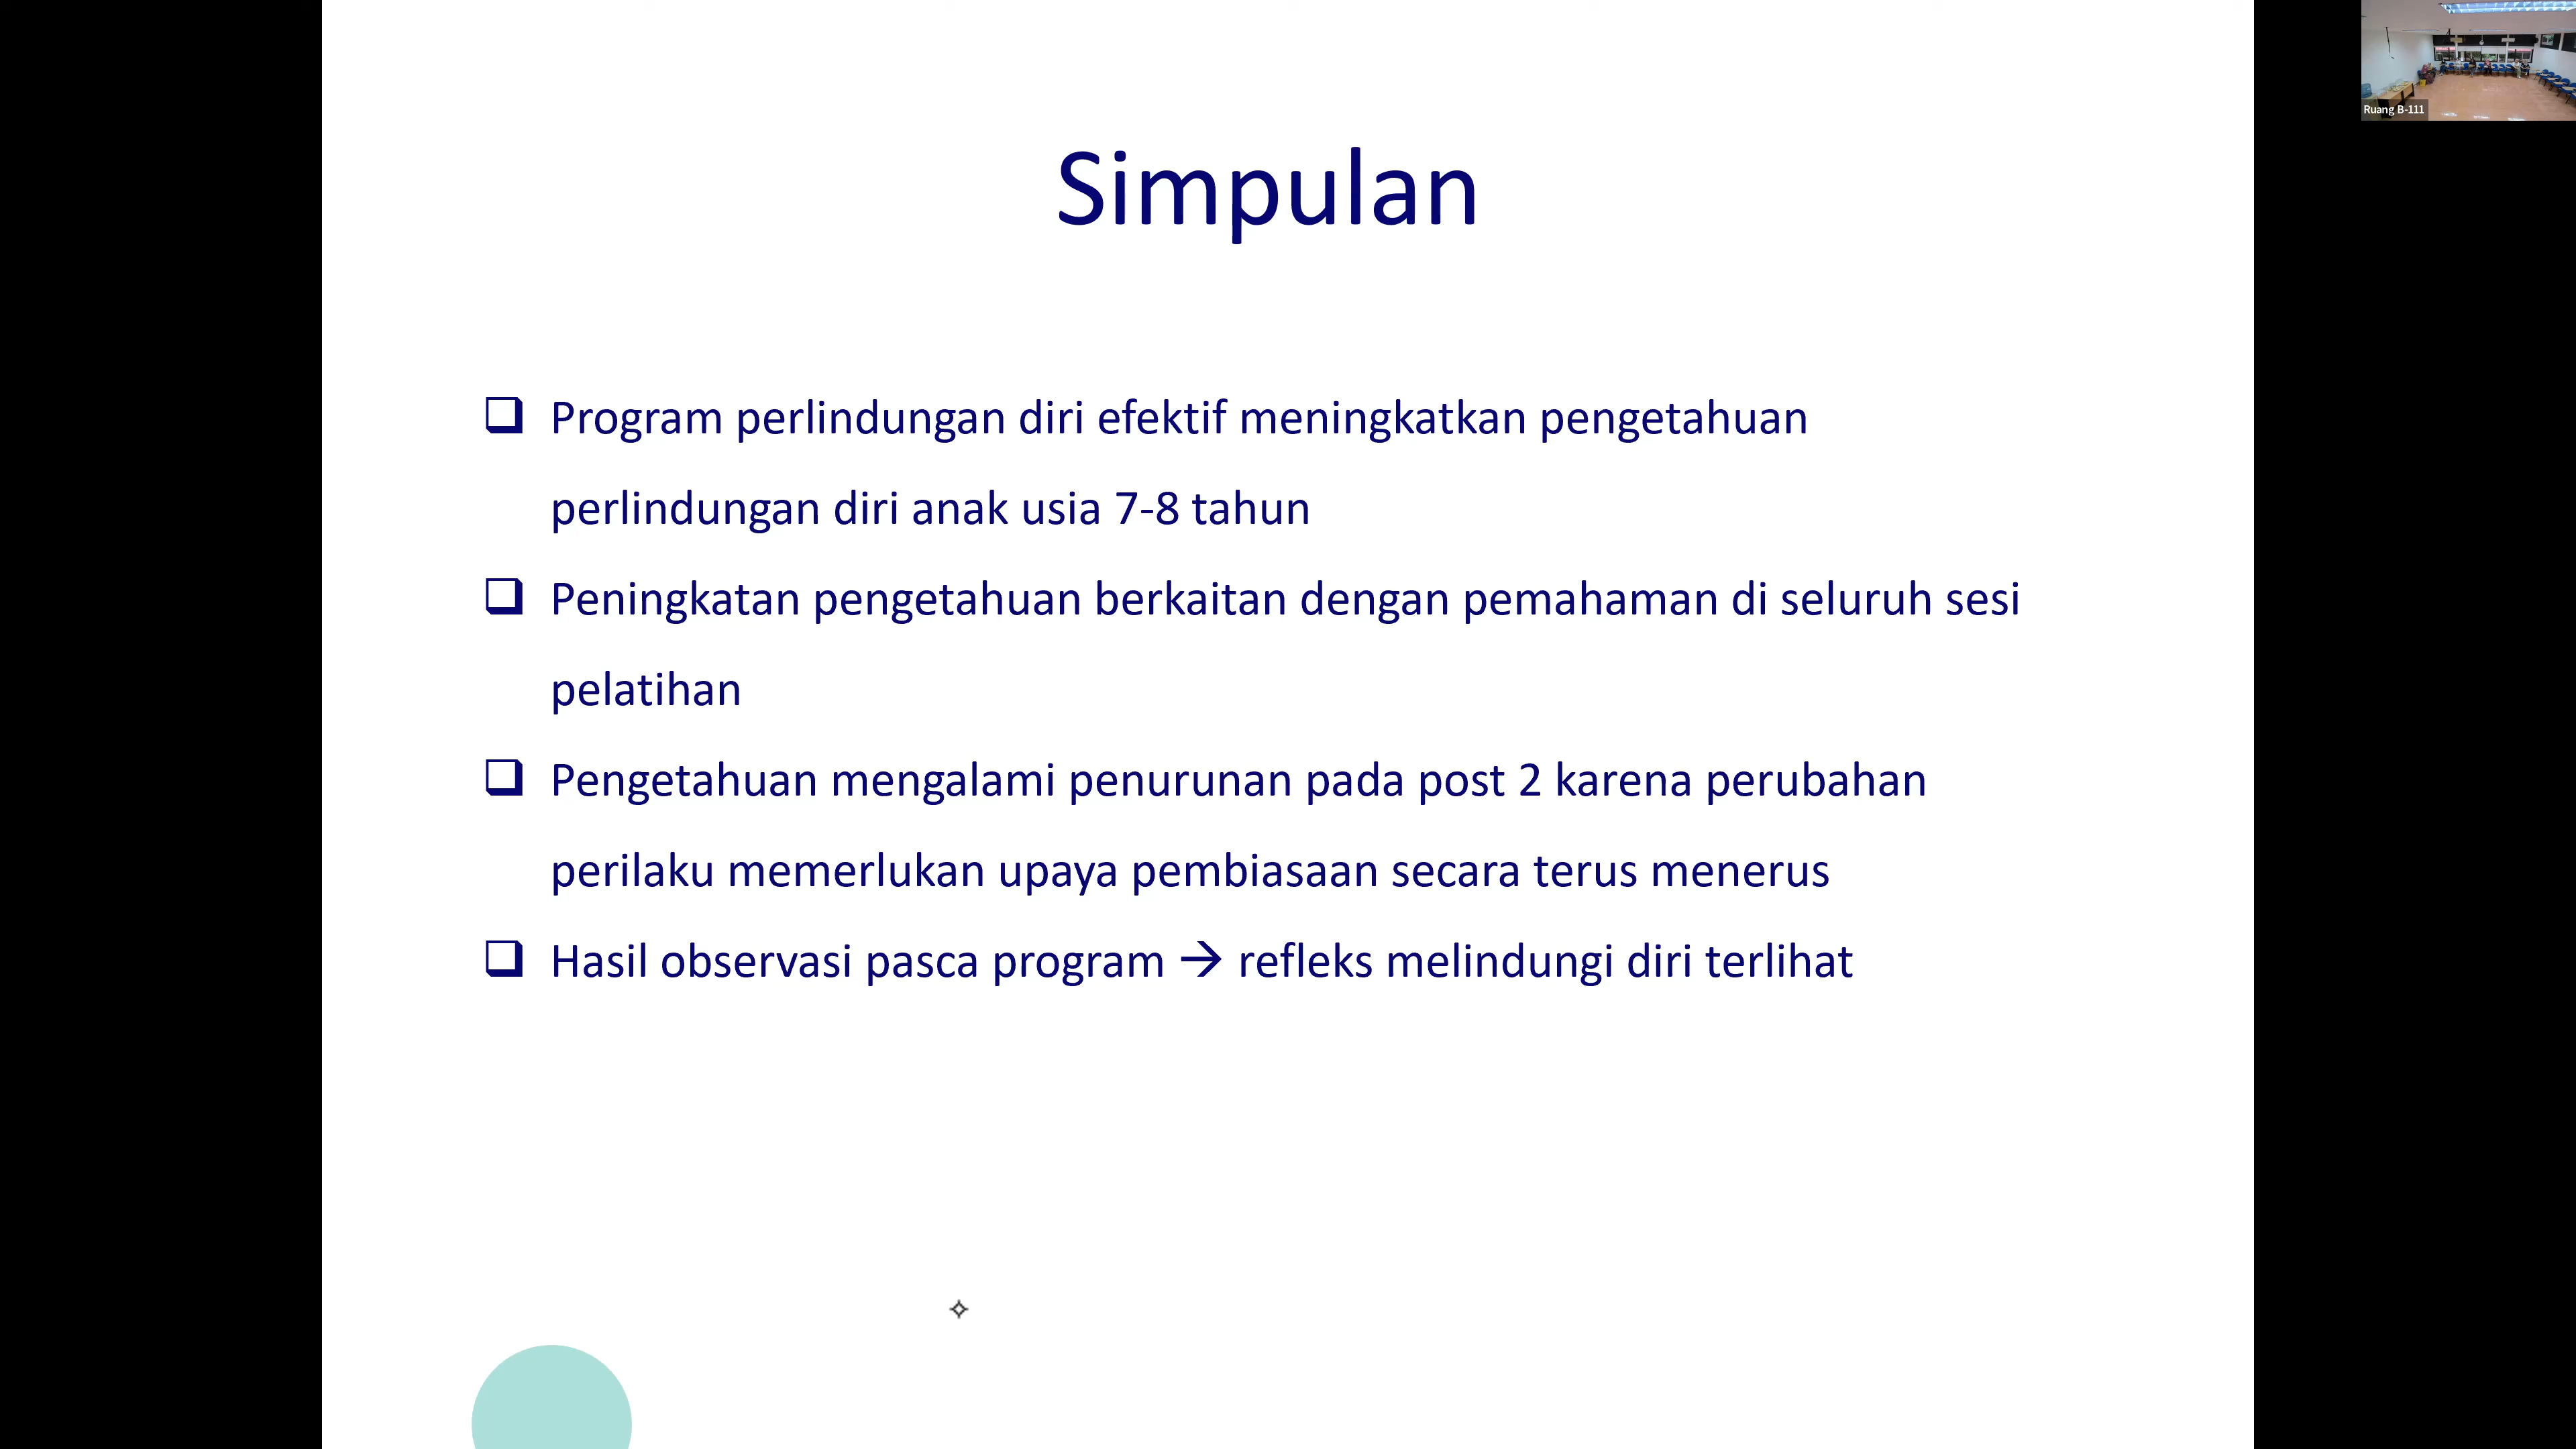 Simpulan
Program perlindungan diri efektif meningkatkan pengetahuan
perlindungan diri anak usia 7-8 tahun
Peningkatan pengetahuan berkaitan dengan pemahaman di seluruh sesi
pelatihan
Pengetahuan mengalami penurunan pada post 2 karena perubahan
perilaku memerlukan upaya pembiasaan secara terus menerus
Hasil observasi pasca program → refleks melindungi diri terlihat
Ruang B-111